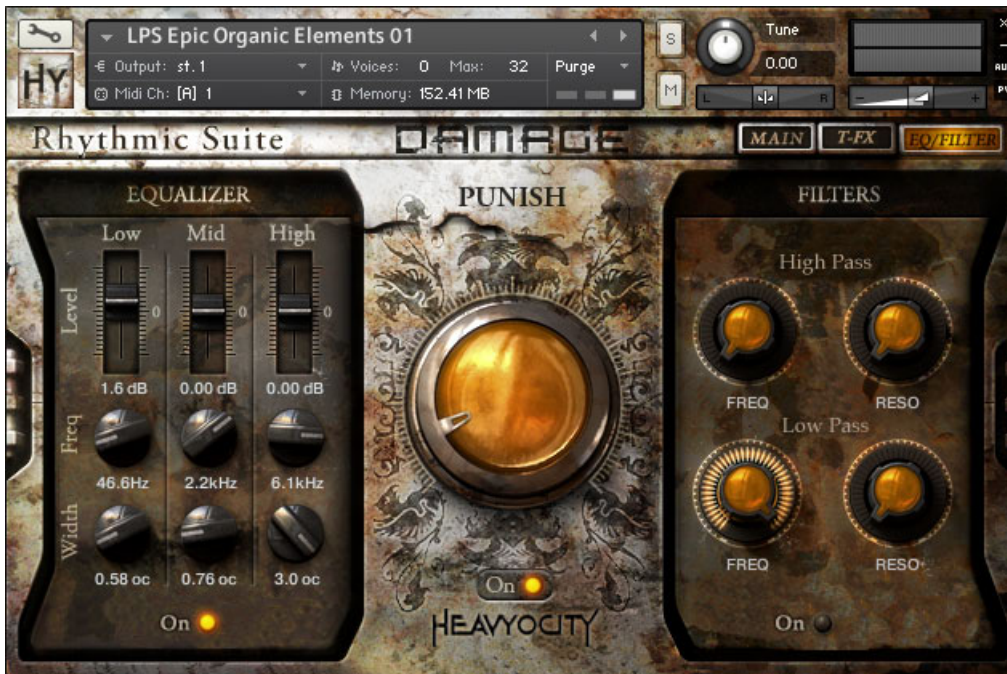 LPS Epic Organic Elements 01
S
Tune
Output: st.1
Voices: 0 Max: 32
Purge
0.00
HY
Midi Ch: [A] 1
Memory: 152.41 MB
M
L
R
-
+
Rhythmic Suite
DAMAGE
MAIN
T-FX
EQ/FILTER
EQUALIZER
PUNISH
FILTERS
Low Mid High
High Pass
Level
0 0 0
1.6 dB 0.00 dB 0.00 dB
FREQ RESO
Freq
Low Pass
46.6Hz 2.2kHz 6.1kHz
Width
0.58 oc 0.76 oc 3.0 oc
FREQ RESO
On
On
On
HEAVYOCITY